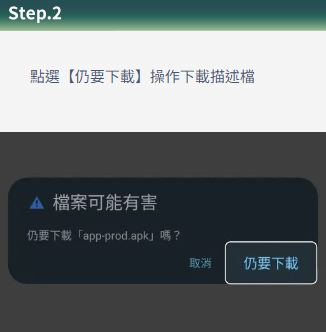 Step.2
點選【仍要下載】操作下載描述檔
檔案可能有害
仍要下載「app-prod.apk」嗎？
取消
仍要下載